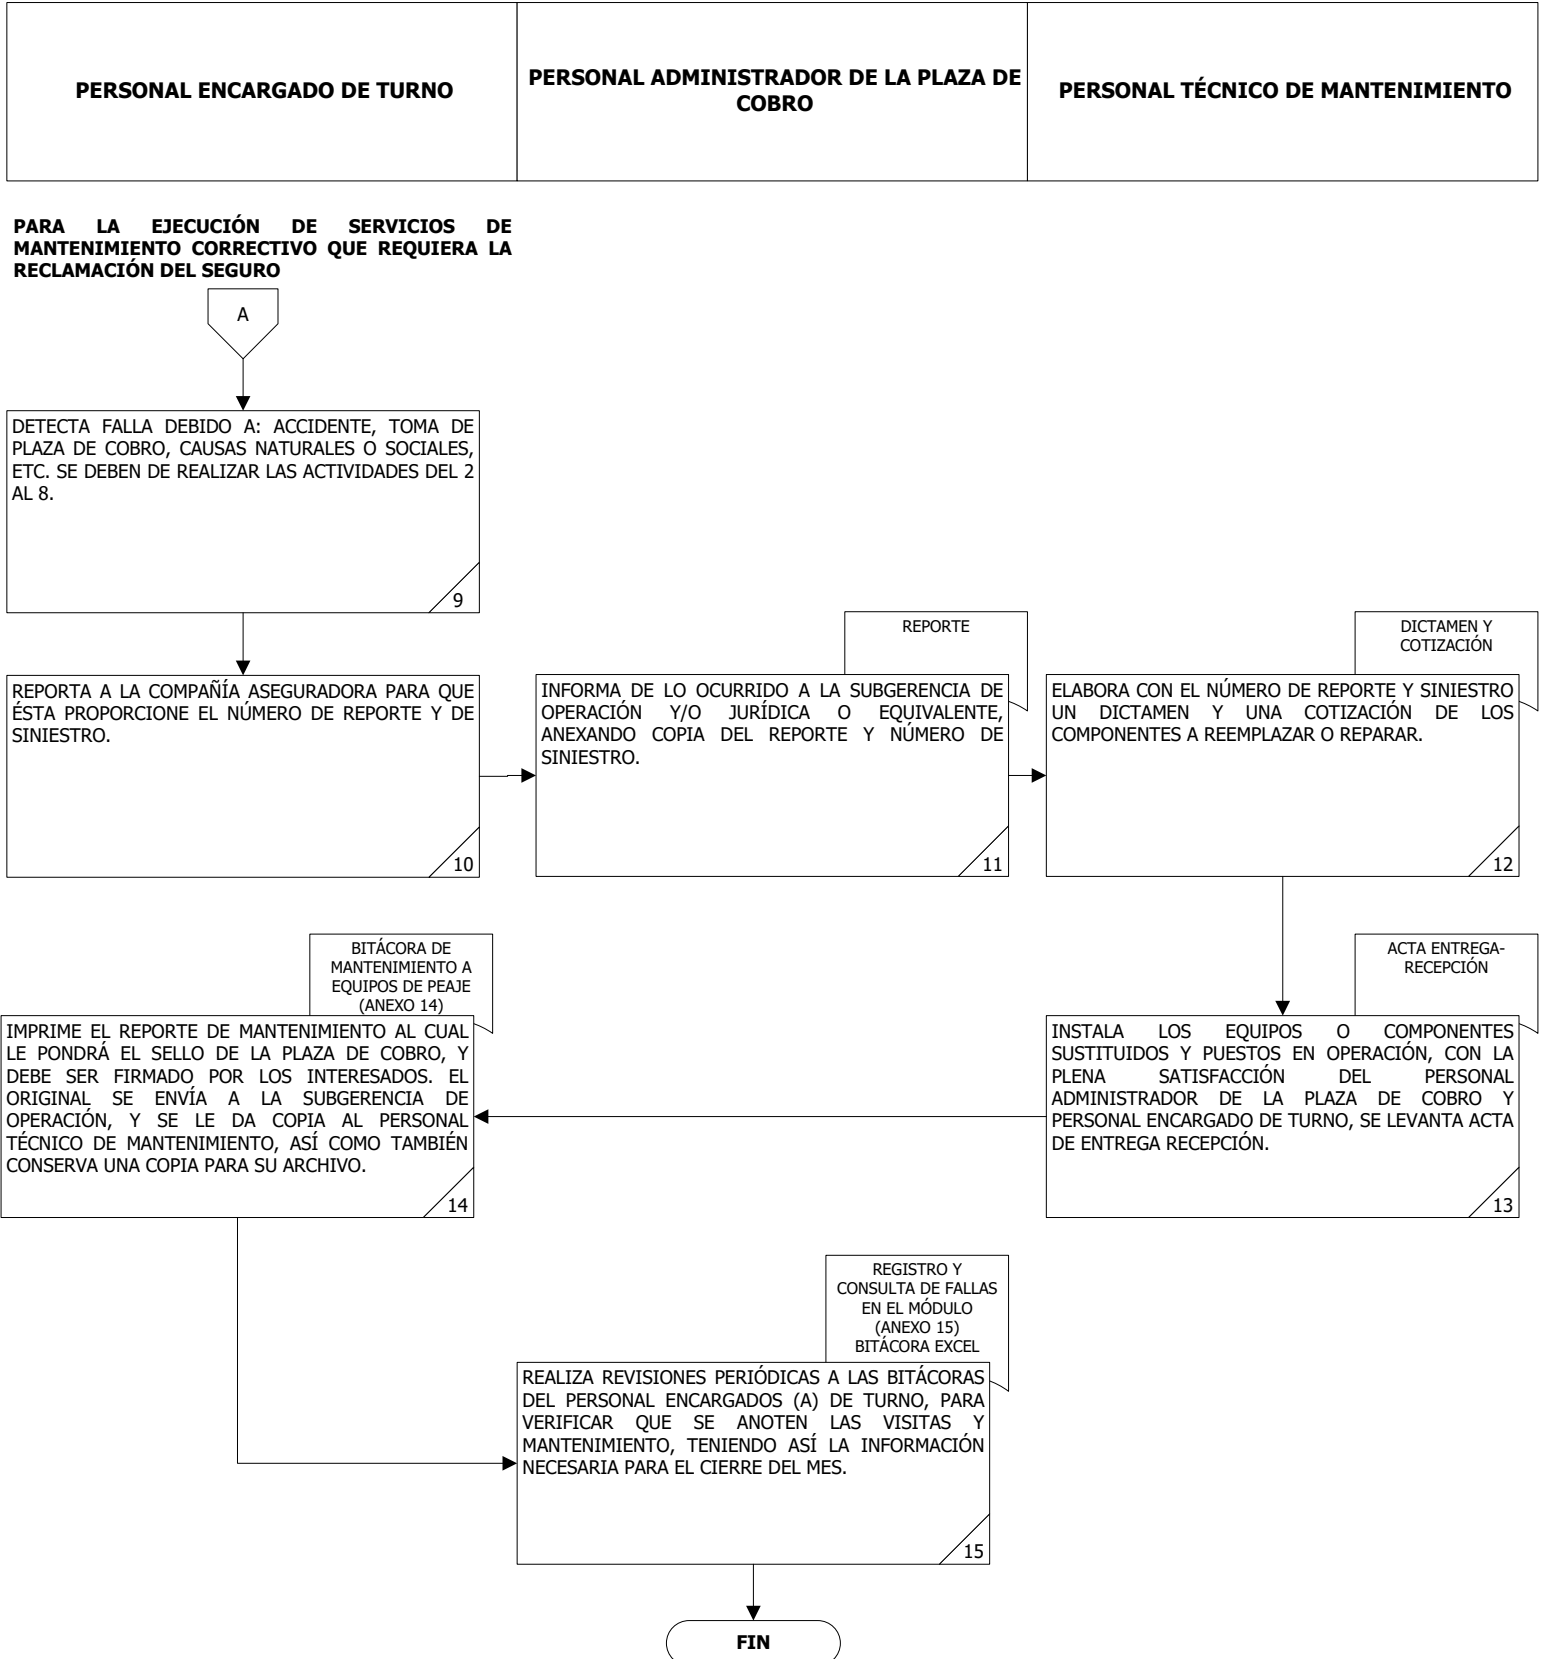 PERSONAL ENCARGADO DE TURNO
PERSONAL ADMINISTRADOR DE LA PLAZA DE
COBRO
PERSONAL TÉCNICO DE MANTENIMIENTO
PARA LA EJECUCIÓN DE SERVICIOS DE
MANTENIMIENTO CORRECTIVO QUE REQUIERA LA
RECLAMACIÓN DEL SEGURO
A
DETECTA FALLA DEBIDO A: ACCIDENTE, TOMA DE
PLAZA DE COBRO, CAUSAS NATURALES O SOCIALES,
ETC. SE DEBEN DE REALIZAR LAS ACTIVIDADES DEL 2
AL 8.
9
REPORTA A LA COMPAÑÍA ASEGURADORA PARA QUE
ÉSTA PROPORCIONE EL NÚMERO DE REPORTE Y DE
SINIESTRO.
10
REPORTE
INFORMA DE LO OCURRIDO A LA SUBGERENCIA DE
OPERACIÓN Y/O JURÍDICA O EQUIVALENTE,
ANEXANDO COPIA DEL REPORTE Y NÚMERO DE
SINIESTRO.
11
DICTAMEN Y
COTIZACIÓN
ELABORA CON EL NÚMERO DE REPORTE Y SINIESTRO
UN DICTAMEN Y UNA COTIZACIÓN DE LOS
COMPONENTES A REEMPLAZAR O REPARAR.
12
ACTA ENTREGA-
RECEPCIÓN
INSTALA LOS EQUIPOS O COMPONENTES
SUSTITUIDOS Y PUESTOS EN OPERACIÓN, CON LA
PLENA SATISFACCIÓN DEL PERSONAL
ADMINISTRADOR DE LA PLAZA DE COBRO Y
PERSONAL ENCARGADO DE TURNO, SE LEVANTA ACTA
DE ENTREGA RECEPCIÓN.
13
BITÁCORA DE
MANTENIMIENTO A
EQUIPOS DE PEAJE
(ANEXO 14)
IMPRIME EL REPORTE DE MANTENIMIENTO AL CUAL
LE PONDRÁ EL SELLO DE LA PLAZA DE COBRO, Y
DEBE SER FIRMADO POR LOS INTERESADOS. EL
ORIGINAL SE ENVÍA A LA SUBGERENCIA DE
OPERACIÓN, Y SE LE DA COPIA AL PERSONAL
TÉCNICO DE MANTENIMIENTO, ASÍ COMO TAMBIÉN
CONSERVA UNA COPIA PARA SU ARCHIVO.
14
REGISTRO Y
CONSULTA DE FALLAS
EN EL MÓDULO
(ANEXO 15)
BITÁCORA EXCEL
REALIZA REVISIONES PERIÓDICAS A LAS BITÁCORAS
DEL PERSONAL ENCARGADOS (A) DE TURNO, PARA
VERIFICAR QUE SE ANOTEN LAS VISITAS Y
MANTENIMIENTO, TENIENDO ASÍ LA INFORMACIÓN
NECESARIA PARA EL CIERRE DEL MES.
15
FIN